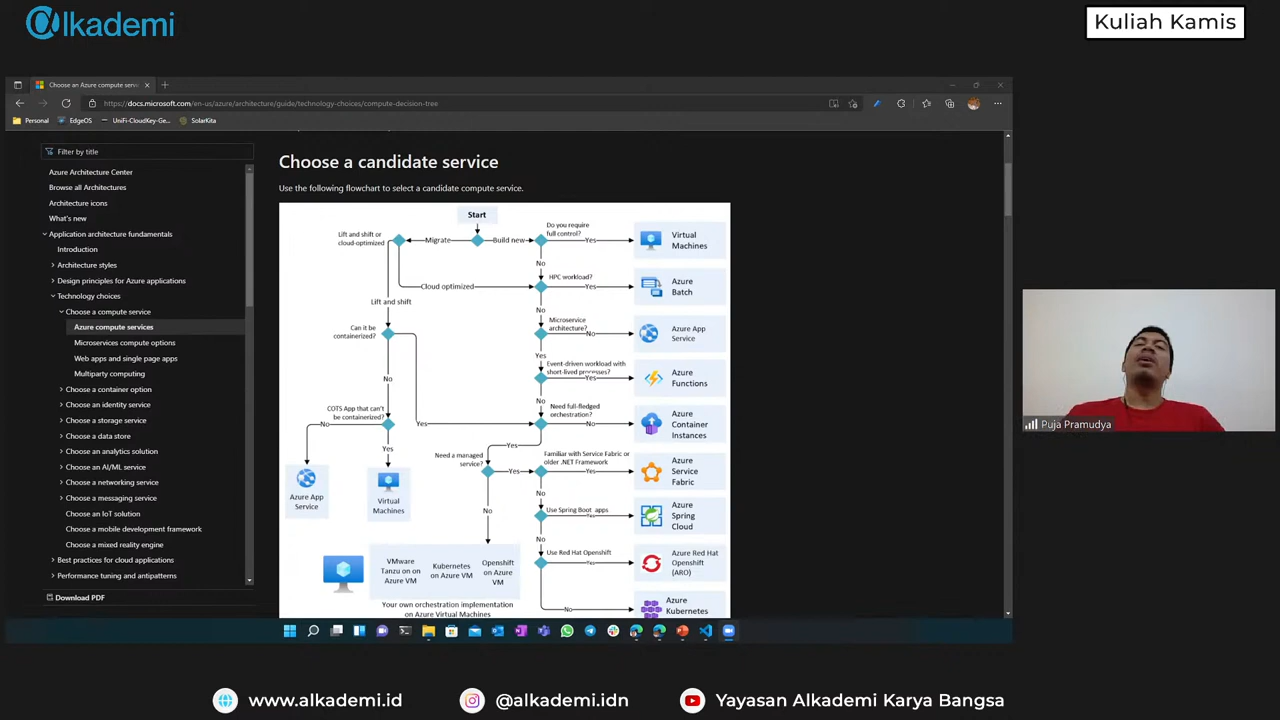 alkademi
Kuliah Kamis
Choose an Azure compute serv
https://docs.microsoft.com/en-us/azure/architecture/guide/technology-choices/compute-decision-tree
Personal
EdgeOS
UniFi-CloudKey-Ge...
SolarKita
Filter by title
Azure Architecture Center
Browse all Architectures
Architecture icons
What's new
Application architecture fundamentals
Introduction
Architecture styles
Design principles for Azure applications
Technology choices
Choose a compute service
Azure compute services
Microservices compute options
Web apps and single page apps
Multiparty computing
Choose a container option
Choose an identity service
Choose a storage service
Choose a data store
Choose an analytics solution
Choose an AI/ML service
Choose a networking service
Choose a messaging service
Choose an IoT solution
Choose a mobile development framework
Choose a mixed reality engine
Best practices for cloud applications
Performance tuning and antipatterns
Download PDF
Choose a candidate service
Use the following flowchart to select a candidate compute service.
Start
Lift and shift or
cloud-optimized
Migrate
Build new
Do you require
full control?
Yes
Virtual
Machines
No
Cloud optimized
HPC workload?
Yes
Azure
Batch
Lift and shift
No
Can it be
containerized?
Microservice
architecture?
No
Azure App
Service
Yes
Event-driven workload with
short-lived processes?
Yes
Azure
Functions
No
No
COTS App that can't
be containerized?
No
Yes
Need full-fledged
orchestration?
No
Azure
Container
Instances
Yes
Yes
Need a managed
service?
Yes
Familiar with Service Fabric or
older .NET Framework
Yes
Azure
Service
Fabric
Azure App
Service
Virtual
Machines
No
No
Use Spring Boot apps
Yes
Azure
Spring
Cloud
No
Use Red Hat Openshift
Yes
Azure Red Hat
Openshift
(ARO)
VMware
Tanzu on on
Azure VM
Kubernetes
on Azure VM
Openshift
on Azure
VM
Your own orchestration implementation
on Azure Virtual Machines
No
Azure
Kubernetes
Puja Pramudya
www.alkademi.id
@alkademi.idn
Yayasan Alkademi Karya Bangsa